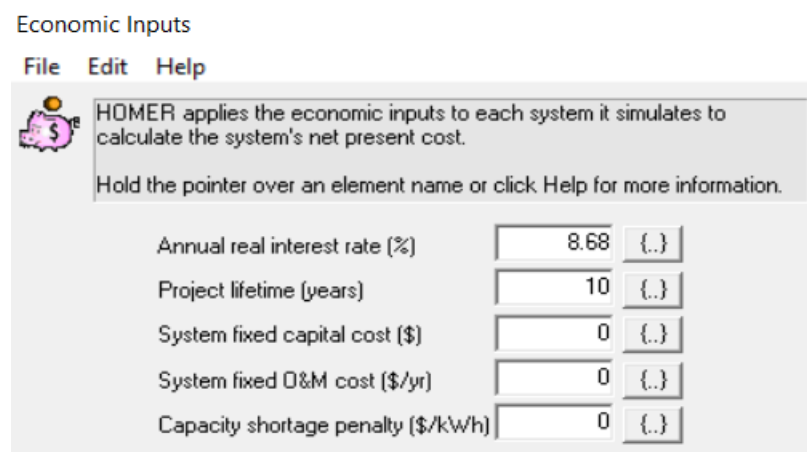 Economic Inputs
File Edit Help
$
HOMER applies the economic inputs to each system it simulates to
calculate the system's net present cost.
Hold the pointer over an element name or click Help for more information.
Annual real interest rate (%) 8.68 {..}
Project lifetime (years) 10 {..}
System fixed capital cost ($) 0 {..}
System fixed O&M cost ($/yr) 0 {..}
Capacity shortage penalty ($/kWh) 0 {..}